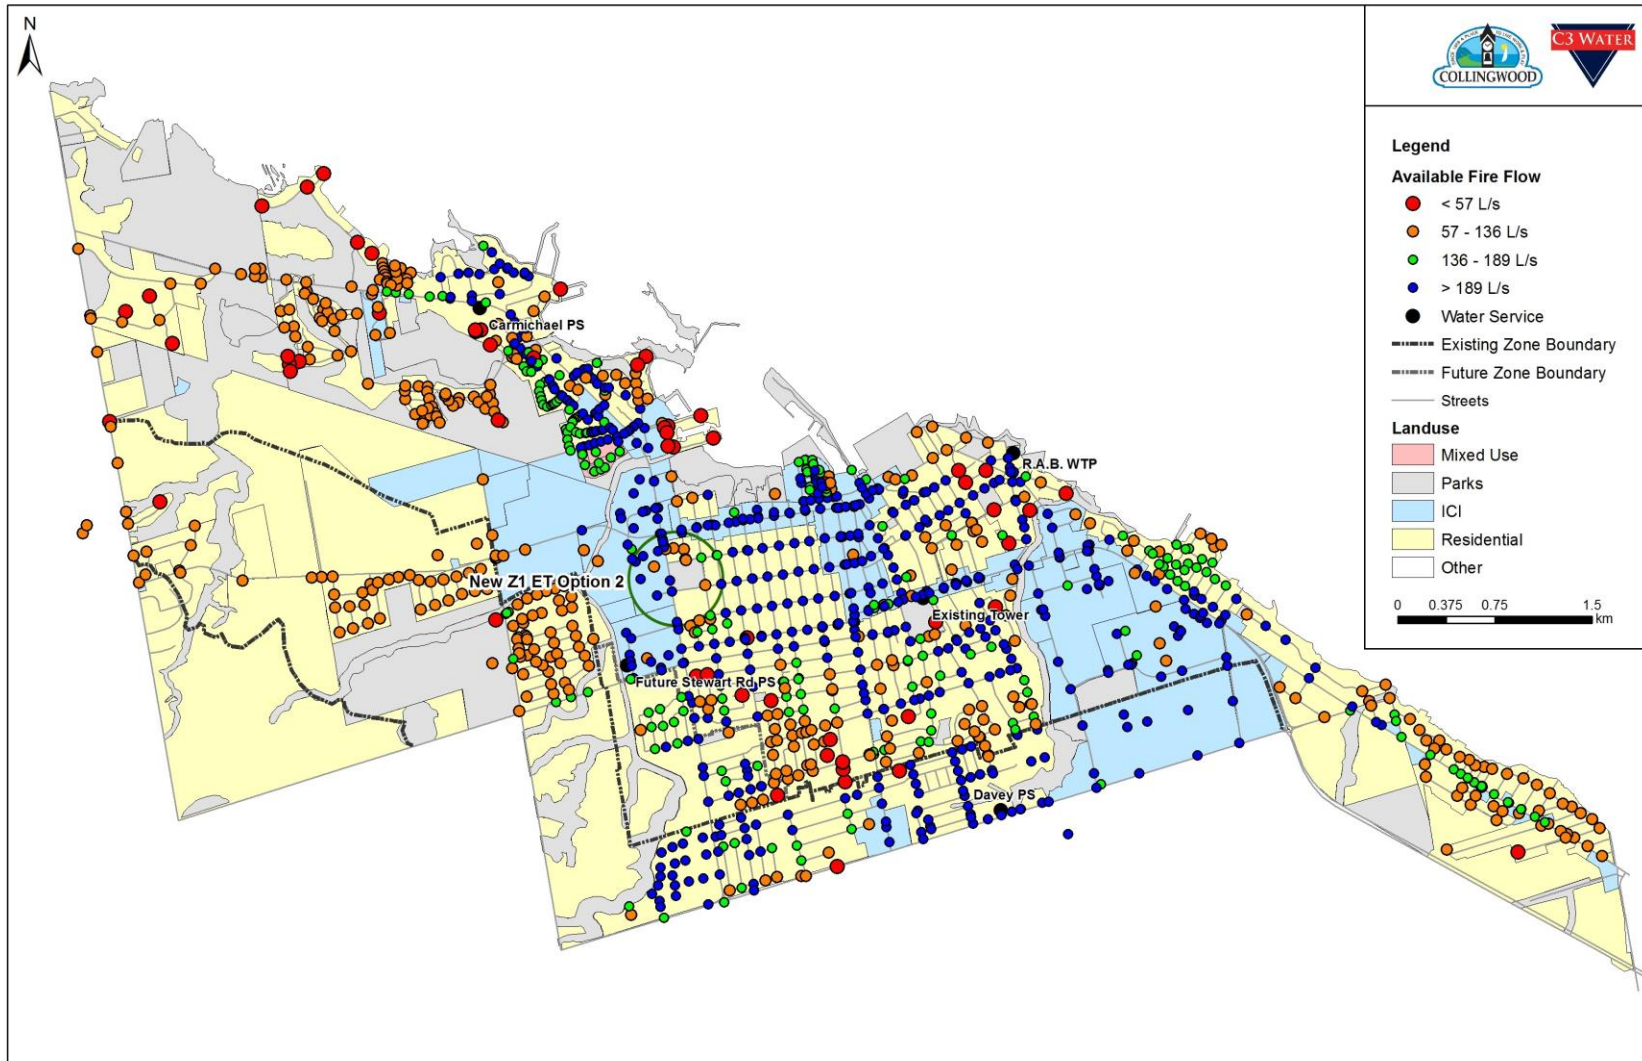 N
COLLINGWOOD
C3 WATER
Legend
Available Fire Flow
< 57 L/s
57 - 136 L/s
136 - 189 L/s
> 189 L/s
Water Service
Existing Zone Boundary
Future Zone Boundary
Streets
Landuse
Mixed Use
Parks
ICI
Residential
Other
0 0.375 0.75 1.5
km
Carmichael PS
R.A.B. WTP
New Z1 ET Option 2
Existing Tower
Future Stewart Rd PS
Davey PS